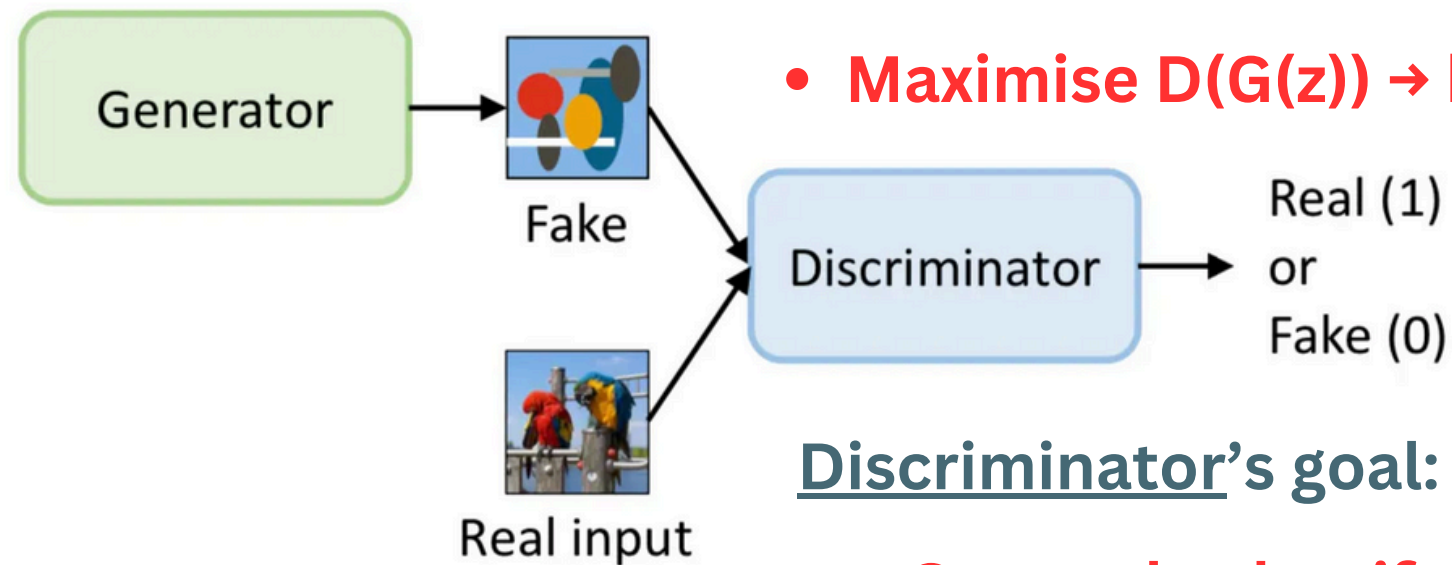 Generator
Fake
• Maximise D(G(z)) →
Real (1)
or
Fake (0)
Discriminator
Real input
Discriminator’s goal: